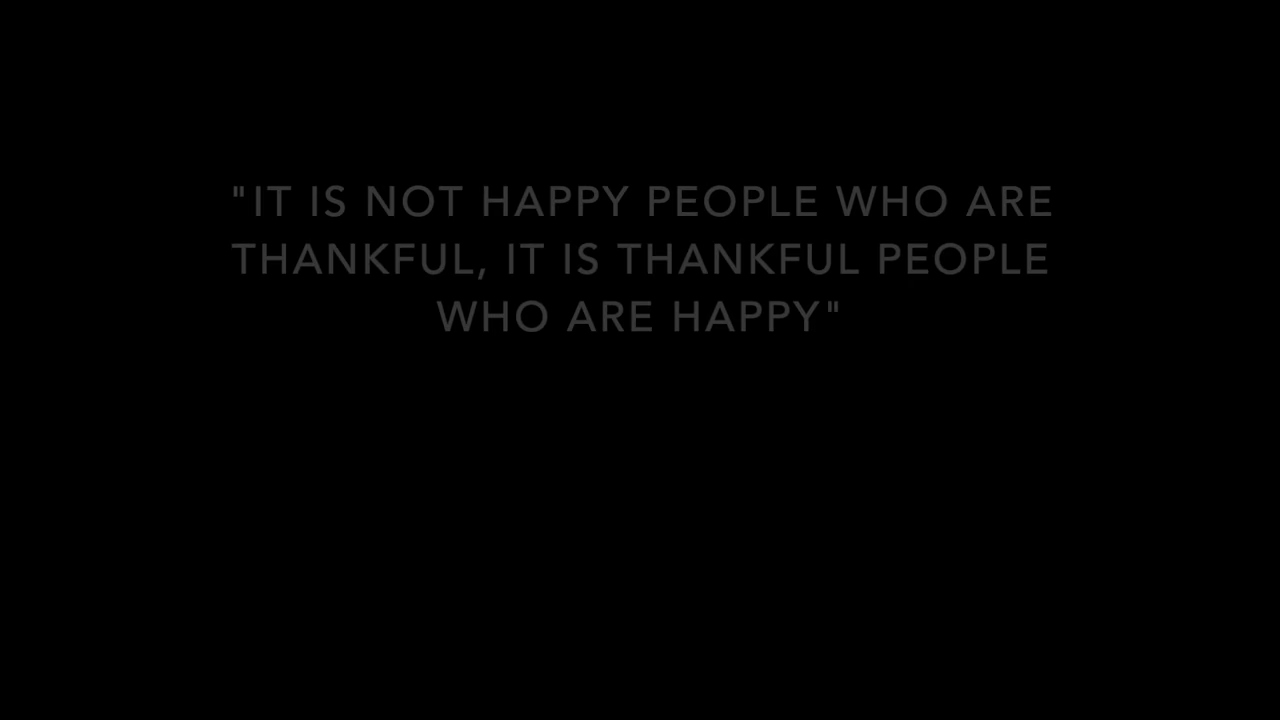 "IT IS NOT HAPPY PEOPLE WHO ARE
THANKFUL, IT IS THANKFUL PEOPLE
WHO ARE HAPPY"